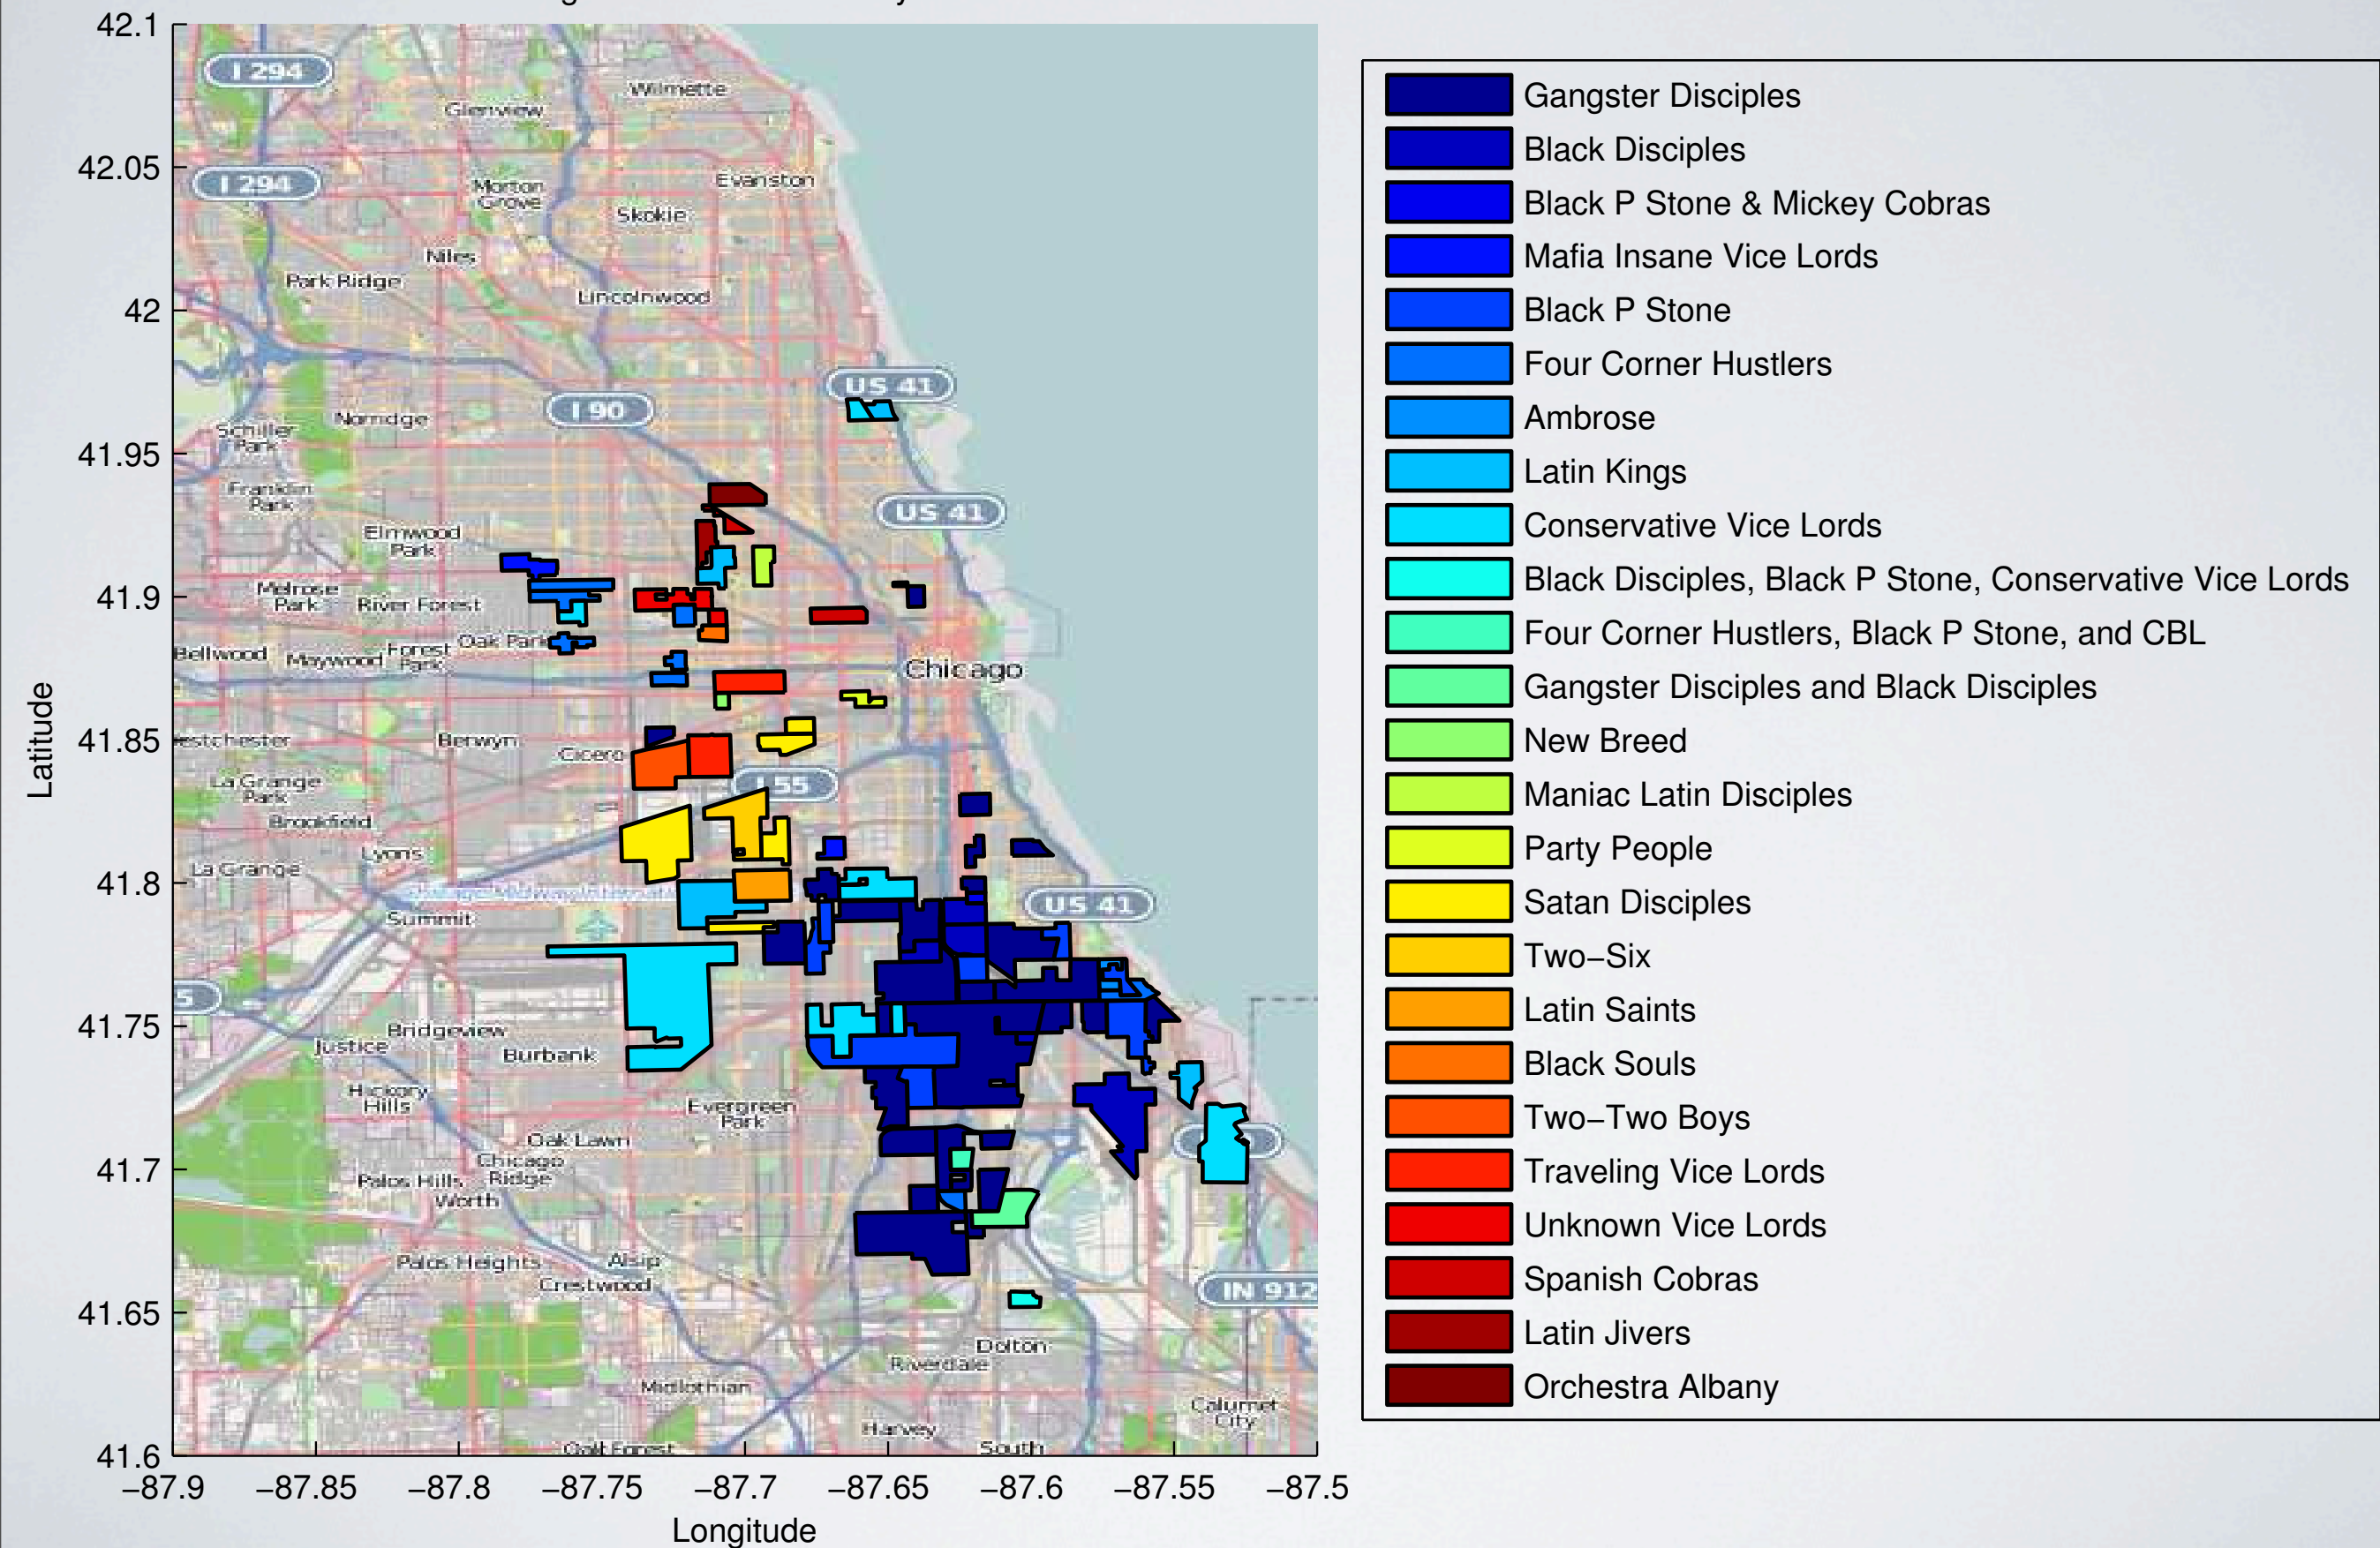 42.1
42.05
42
41.95
41.9
41.85
41.8
41.75
41.7
41.65
41.6
Latitude
−87.9
−87.85
−87.8
−87.75
−87.7
−87.65
−87.6
−87.55
−87.5
Longitude
I 294
Wilmette
Glenview
I 294
Morton
Grove
Evanston
Skokie
Niles
Park Ridge
Lincolnwood
US 41
I 90
Norridge
Schiller
Park
Franklin
Park
US 41
Elmwood
Park
Melrose
Park
River Forest
Oak Park
Bellwood
Maywood
Forest
Park
Chicago
estchester
Berwyn
Cicero
I 55
La Grange
Park
Brookfield
Lyons
La Grange
Summit
US 41
5
Bridgeview
Justice
Burbank
Hickory
Hills
Evergreen
Park
Oak Lawn
Chicago
Ridge
Palos Hills
Worth
Palos Heights
Alsip
Crestwood
IN 912
Dolton
Riverdale
Midlothian
Calumet
City
Harvey
Oak Forest
South
Gangster Disciples
Black Disciples
Black P Stone & Mickey Cobras
Mafia Insane Vice Lords
Black P Stone
Four Corner Hustlers
Ambrose
Latin Kings
Conservative Vice Lords
Black Disciples, Black P Stone, Conservative Vice Lords
Four Corner Hustlers, Black P Stone, and CBL
Gangster Disciples and Black Disciples
New Breed
Maniac Latin Disciples
Party People
Satan Disciples
Two−Six
Latin Saints
Black Souls
Two−Two Boys
Traveling Vice Lords
Unknown Vice Lords
Spanish Cobras
Latin Jivers
Orchestra Albany